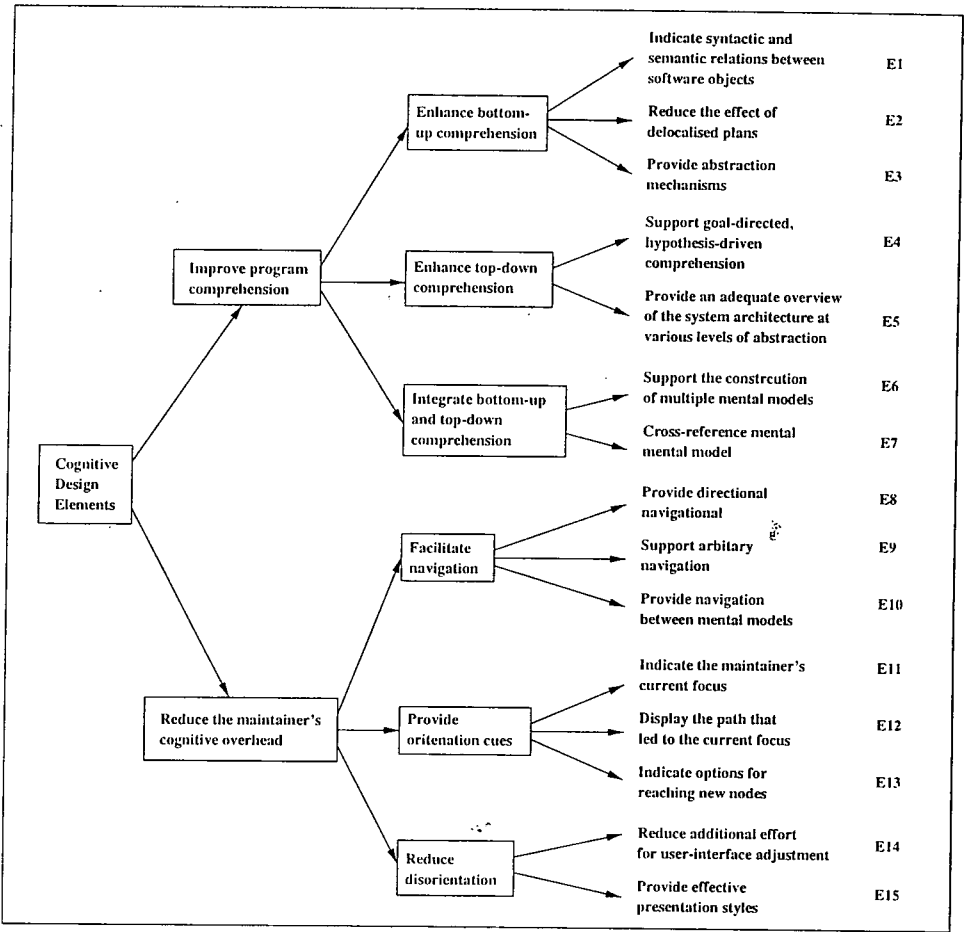 Cognitive
Design
Elements
Improve program
comprehension
Enhance bottom-
up comprehension
Indicate syntactic and
semantic relations between
software objects
E1
Reduce the effect of
delocalised plans
E2
Provide abstraction
mechanisms
E3
Enhance top-down
comprehension
Support goal-directed,
hypothesis-driven
comprehension
E4
Provide an adequate overview
of the system architecture at
various levels of abstraction
E5
Integrate bottom-up
and top-down
comprehension
Support the constrcution
of multiple mental models
E6
Cross-reference mental
mental model
E7
Reduce the maintainer's
cognitive overhead
Facilitate
navigation
Provide directional
navigational
E8
Support arbitary
navigation
E9
Provide navigation
between mental models
E10
Provide
oritenation cues
Indicate the maintainer's
current focus
E11
Display the path that
led to the current focus
E12
Indicate options for
reaching new nodes
E13
Reduce
disorientation
Reduce additional effort
for user-interface adjustment
E14
Provide effective
presentation styles
E15